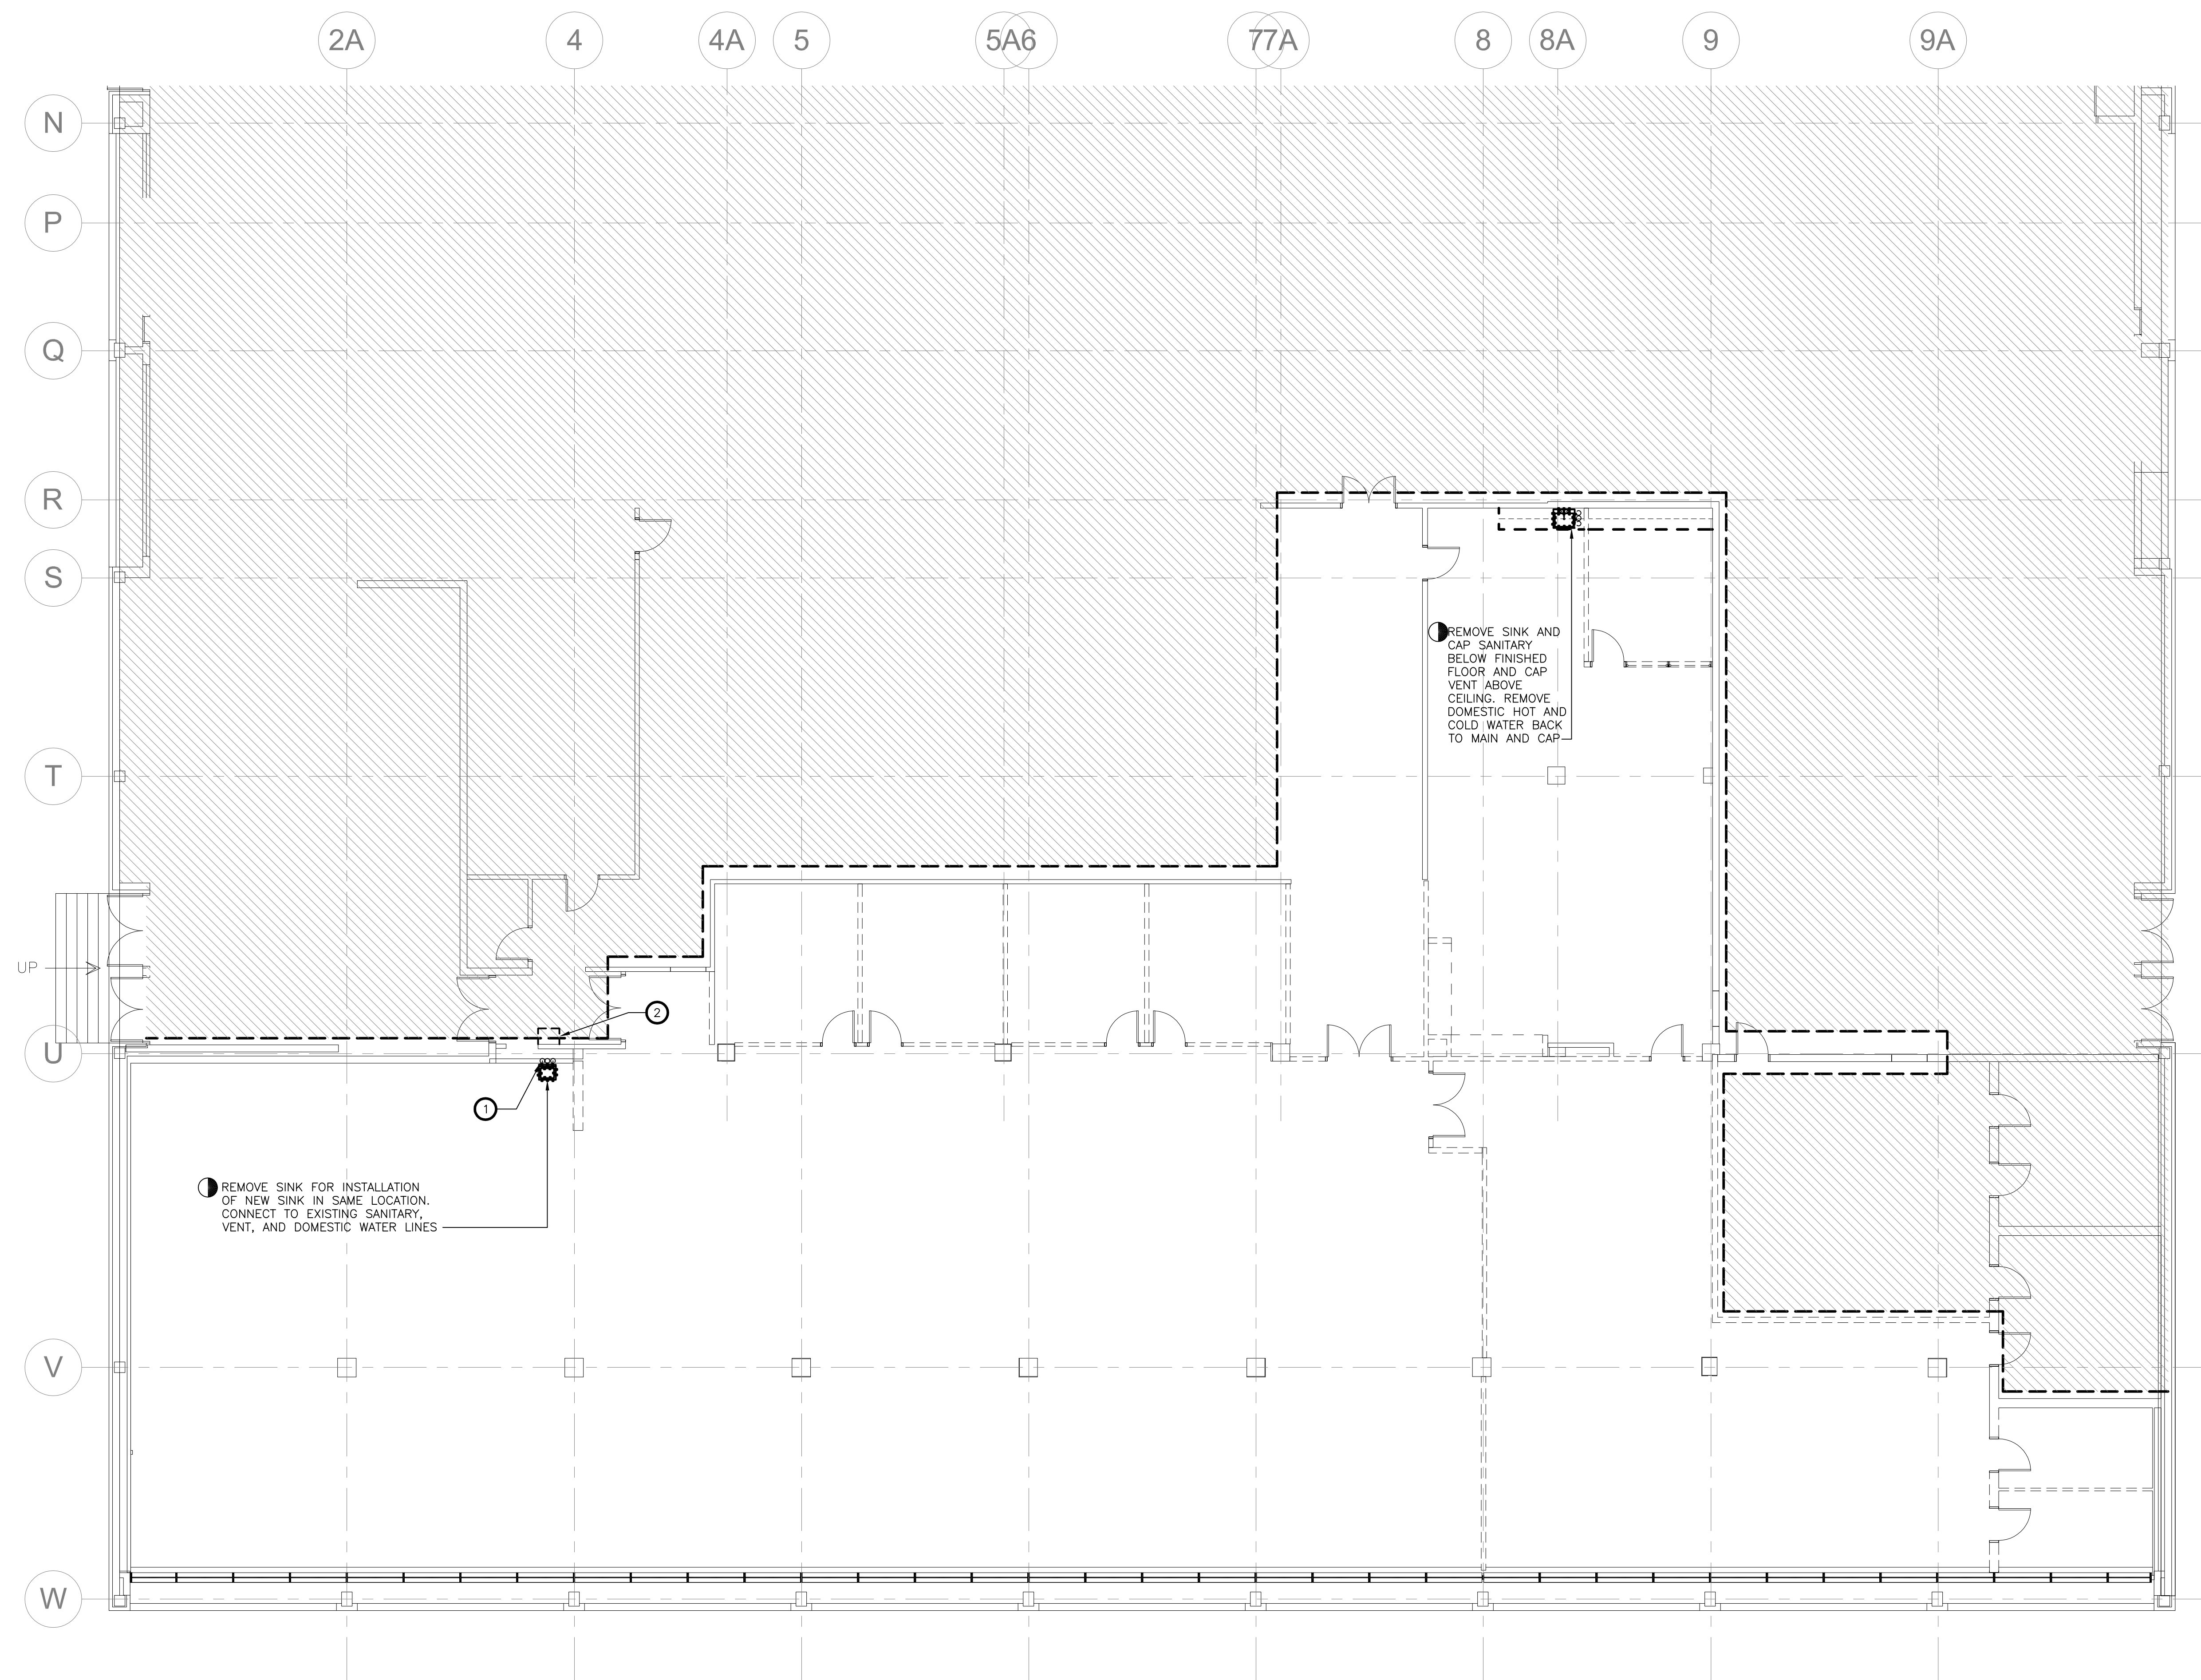 2A
4
4A
5
5A
6
7
7A
8
8A
9
9A
N
P
Q
R
S
REMOVE SINK AND
CAP SANITARY
BELOW FINISHED
FLOOR AND CAP
VENT ABOVE
CEILING. REMOVE
DOMESTIC HOT AND
COLD WATER BACK
TO MAIN AND CAP
T
UP
2
U
1
REMOVE SINK FOR INSTALLATION
OF NEW SINK IN SAME LOCATION.
CONNECT TO EXISTING SANITARY,
VENT, AND DOMESTIC WATER LINES
V
W